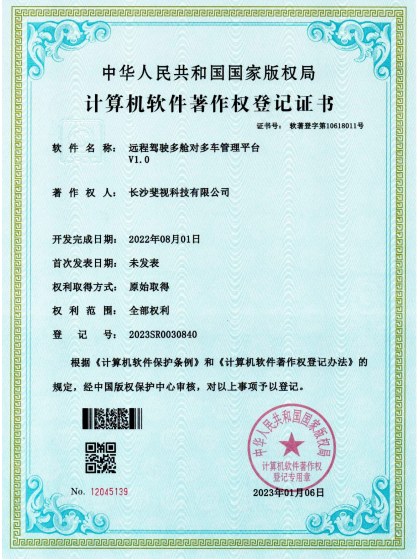 中华人民共和国国家版权局
计算机软件著作权登记证书
证书号： 软著登字第10618011号
软件名称： 远程驾驶多舱对多车管理平台
V1.0
著作权人： 长沙斐视科技有限公司
开发完成日期： 2022年08月01日
首次发表日期： 未发表
权利取得方式： 原始取得
权利范围： 全部权利
登记号： 2023SR0030840
根据《计算机软件保护条例》和《计算机软件著作权登记办法》的
规定，经中国版权保护中心审核，对以上事项予以登记。
中华人民共和国国家版权局
计算机软件著作权
登记专用章
No. 12045139
2023年01月06日